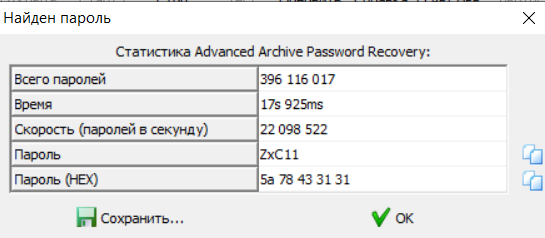 Найден пароль
Статистика Advanced Archive Password Recovery:
Всего паролей 396 116 017
Время 17s 925ms
Скорость (паролей в секунду) 22 098 522
Пароль ZxC11
Пароль (HEX) 5a 78 43 31 31
Сохранить... OK